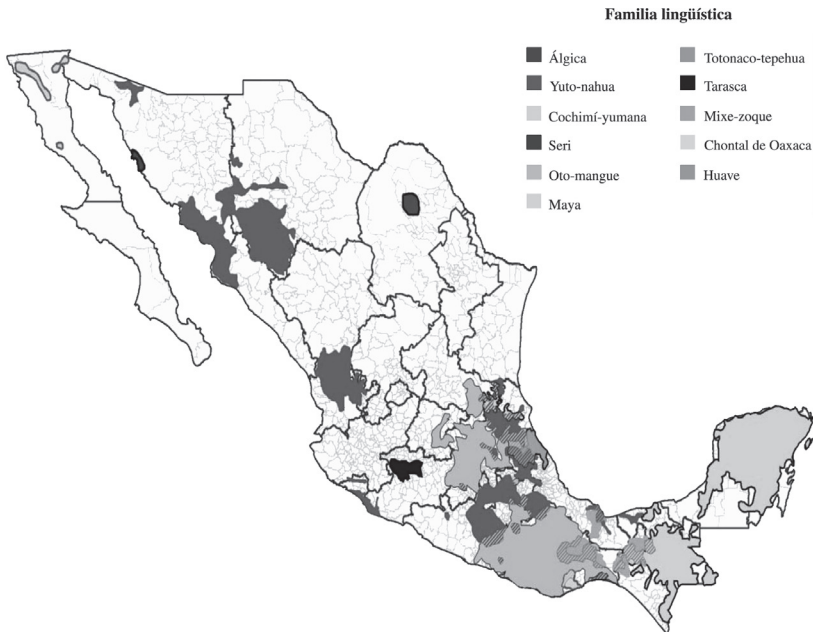 Familia lingüística
Álgica
Yuto-nahua
Cochimí-yumana
Seri
Oto-mangue
Maya
Totonaco-tepehua
Tarasca
Mixe-zoque
Chontal de Oaxaca
Huave